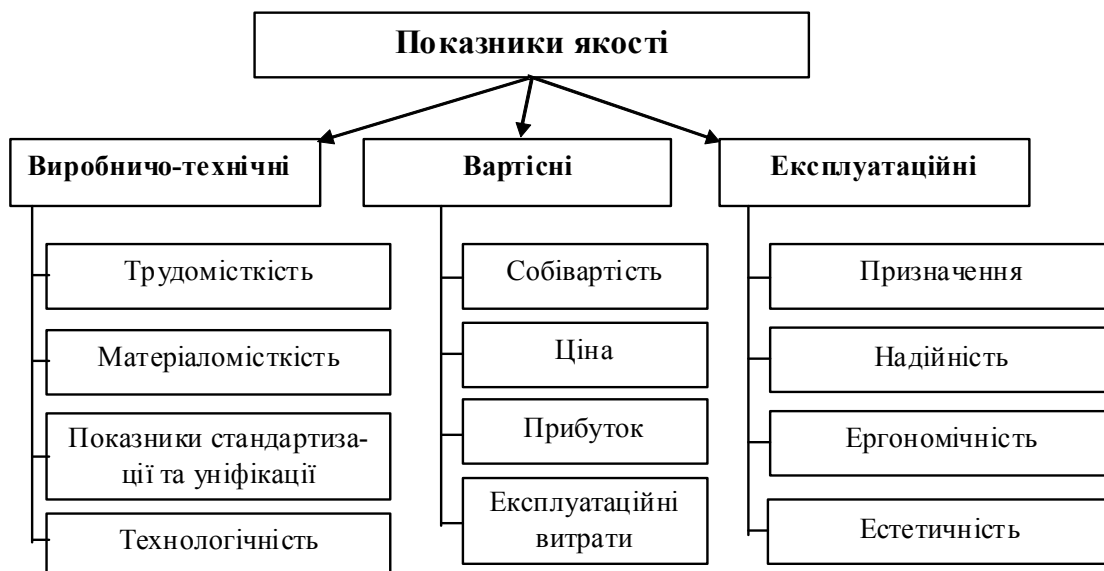 Показники якості
Виробничо-технічні
Вартісні
Експлуатаційні
Трудомісткість
Матеріаломісткість
Показники стандартиза-
ції та уніфікації
Технологічність
Собівартість
Ціна
Прибуток
Експлуатаційні
витрати
Призначення
Надійність
Ергономічність
Естетичність